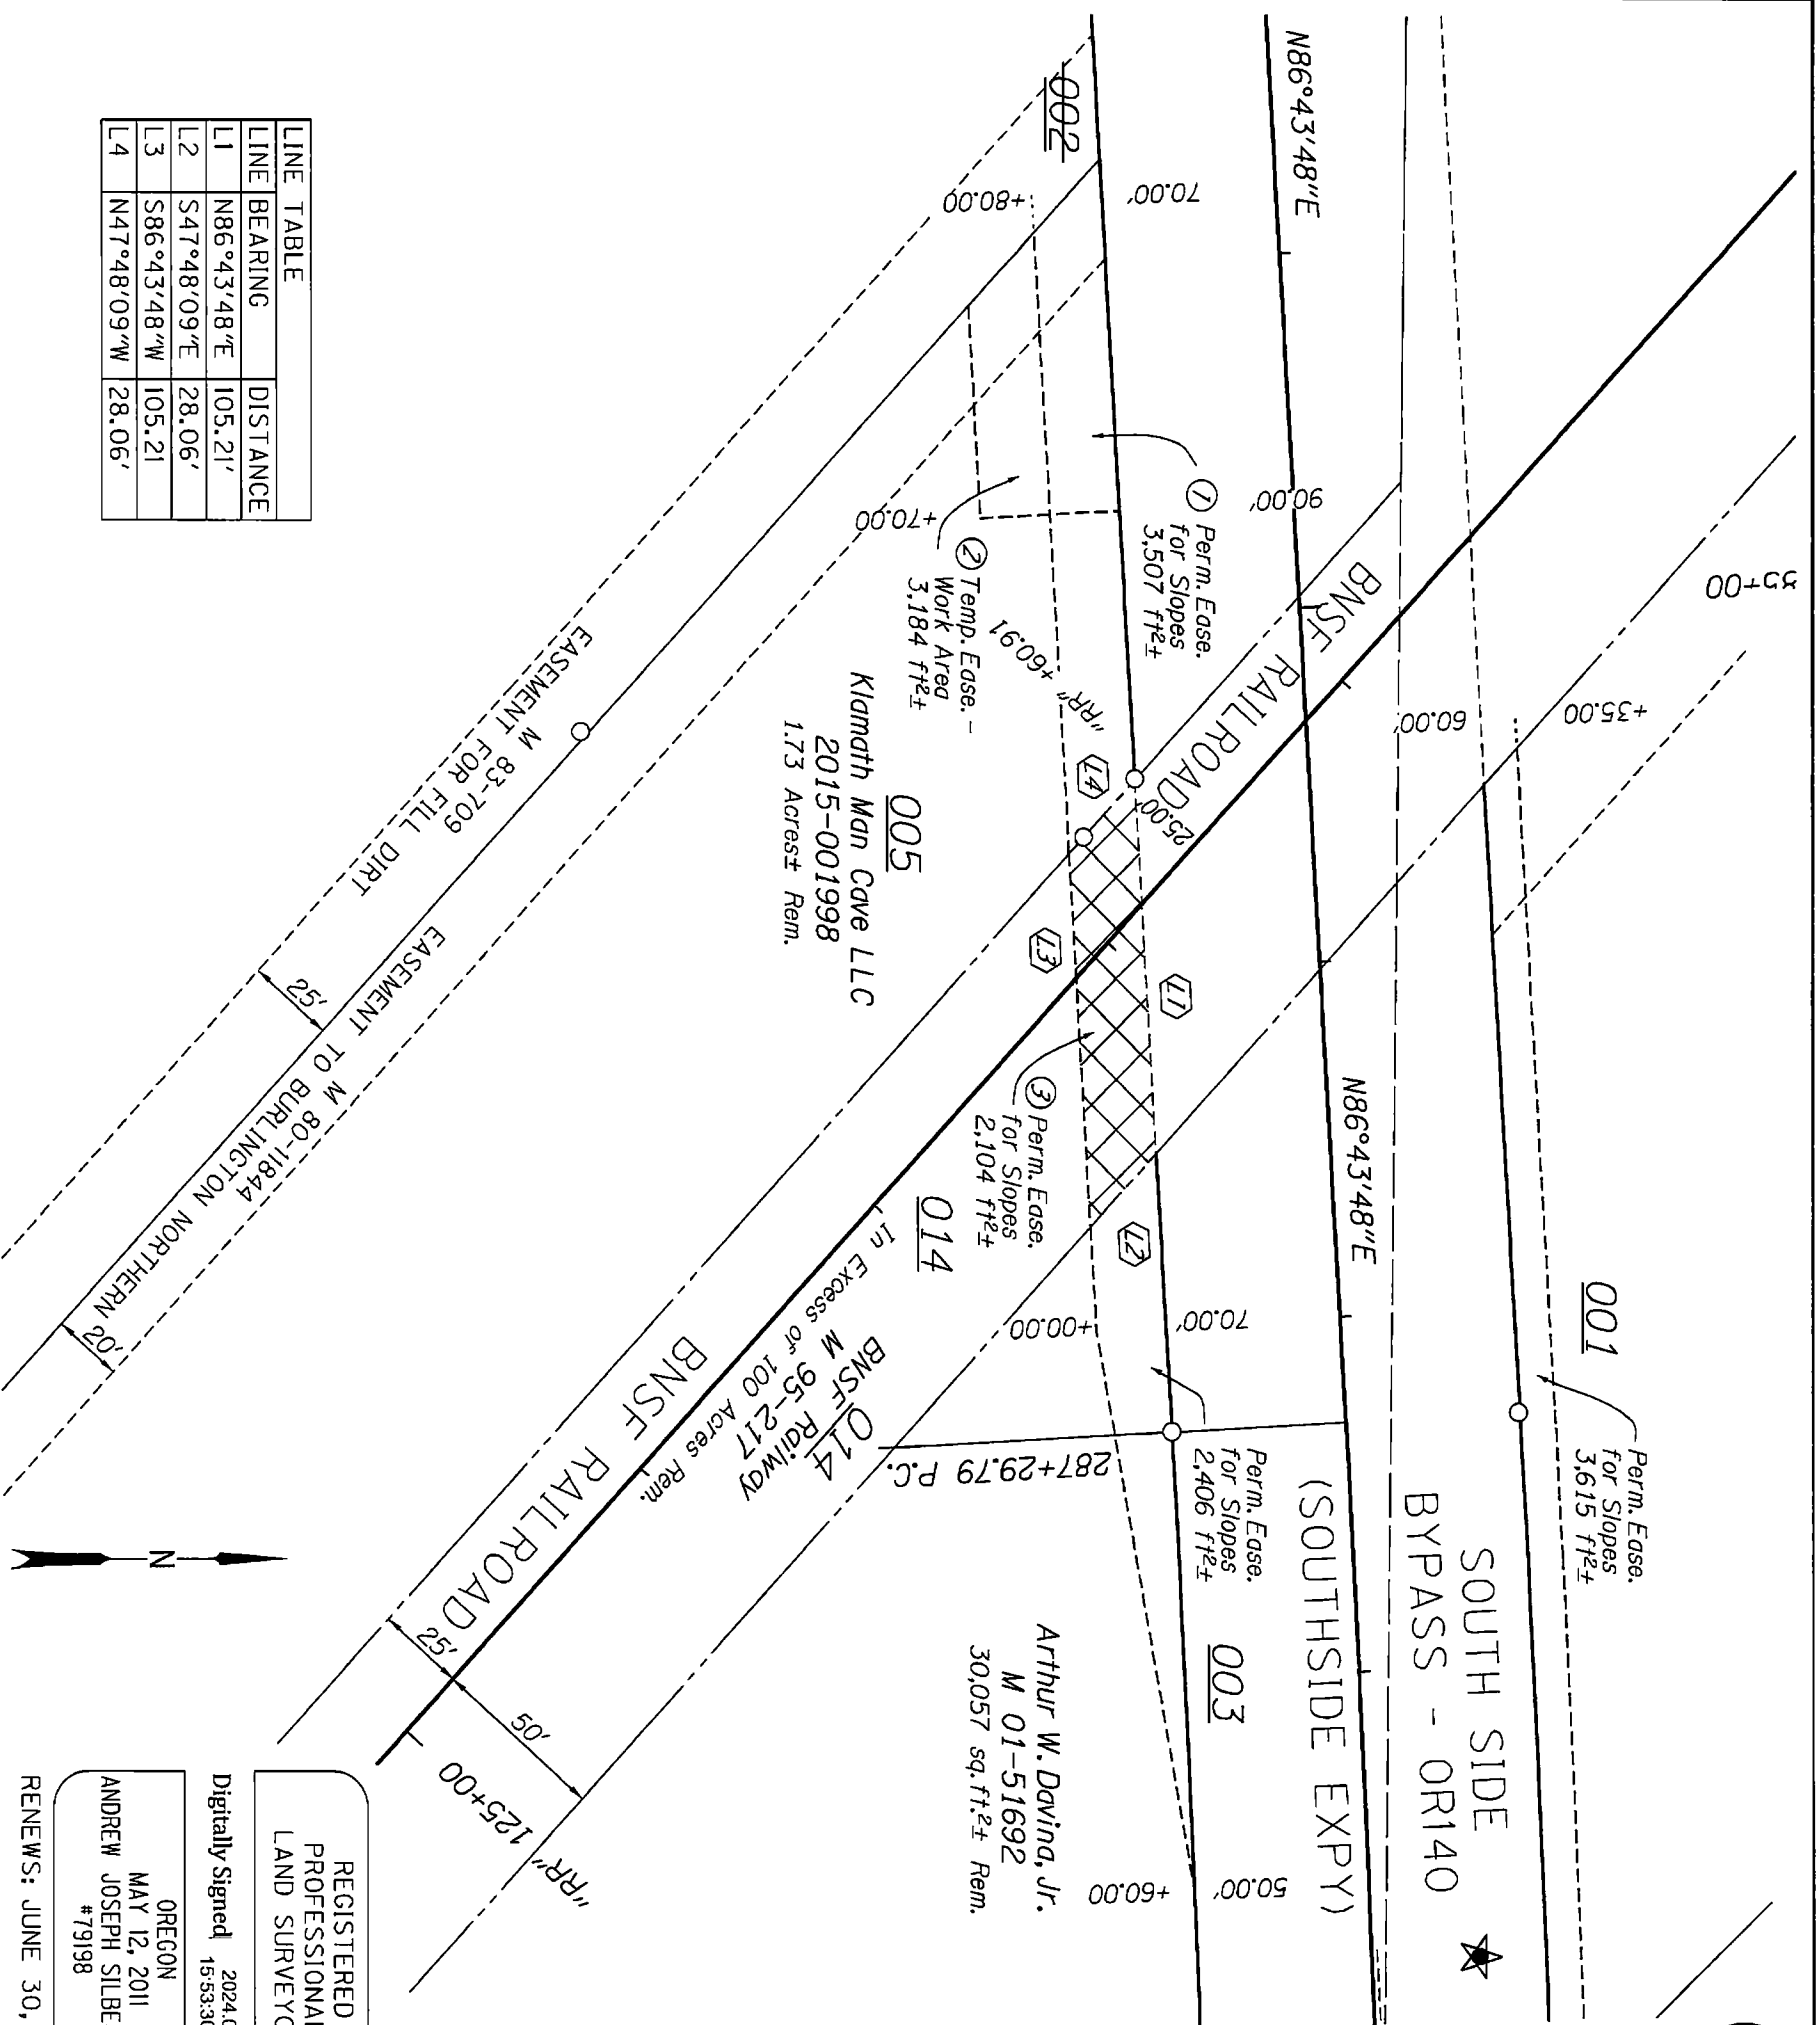 N86°43'48"E
55+00
+35.00
60.00'
90.00'
70.00'
+80.00
002
① Perm. Ease.
for Slopes
3,507 ft²±
+70.00
② Temp. Ease. -
Work Area
3,184 ft²±
+60.91
"RR"
BNSF RAILROAD
25.00'
L4
L3
L1
L2
005
Klamath Man Cave LLC
2015-001998
1.73 Acres± Rem.
③ Perm. Ease.
for Slopes
2,104 ft²±
N86°43'48"E
001
Perm. Ease.
for Slopes
3,615 ft²±
SOUTH SIDE
BYPASS - OR140
(SOUTHSIDE EXPY)
70.00'
+00.00
014
014
BNSF Railway
M 95-217
In Excess of 100 Acres Rem.
287+29.79 P.C.
Perm. Ease.
for Slopes
2,406 ft²±
003
Arthur W. Davina, Jr.
M 01-51692
30,057 sq.ft.²± Rem.
50.00'
+60.00
BNSF RAILROAD
25'
50'
125+00
"RR"
M 83-709
EASEMENT FOR FILL DIRT
25'
M 80-11844
EASEMENT TO BURLINGTON NORTHERN
20'
N
LINE TABLE
LINE BEARING DISTANCE
L1 N86°43'48"E 105.21'
L2 S47°48'09"E 28.06'
L3 S86°43'48"W 105.21
L4 N47°48'09"W 28.06'
REGISTERED
PROFESSIONAL
LAND SURVEYO
Digitally Signed 2024.0
15:53:30
OREGON
MAY 12, 2011
ANDREW JOSEPH SILBE
#79198
RENEWS: JUNE 30,